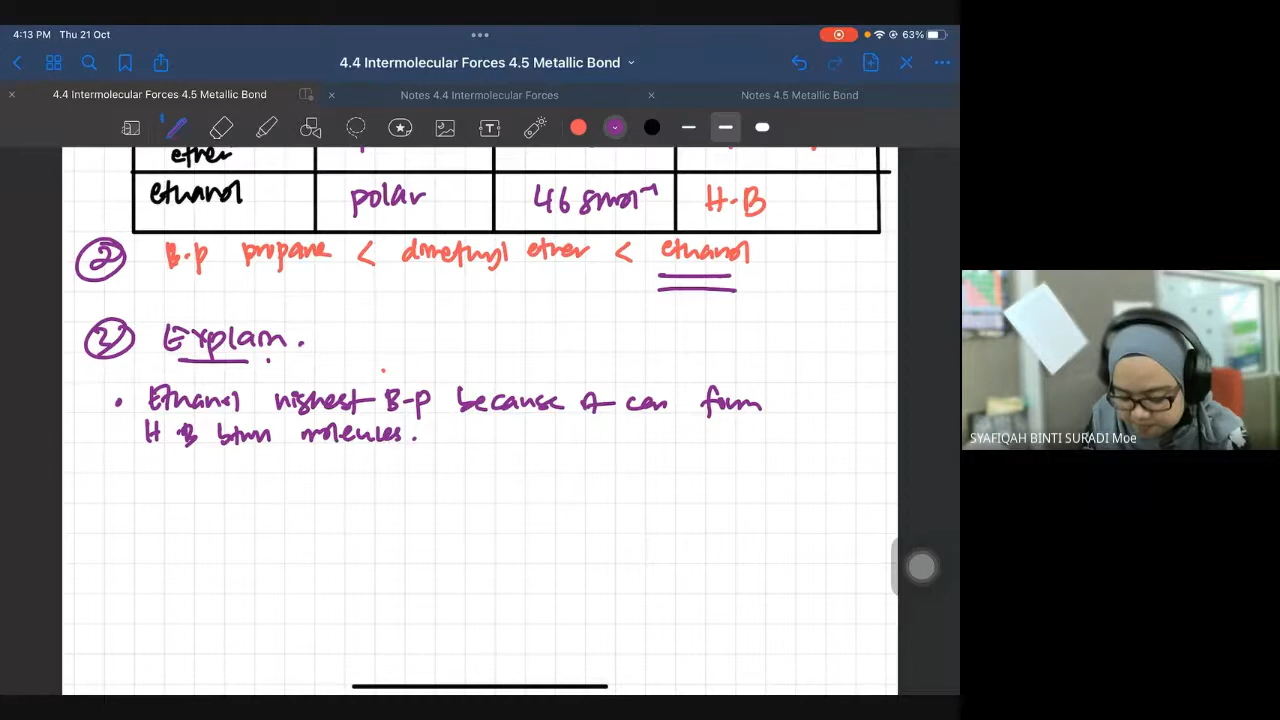 4:13 PM Thu 21 Oct
63%
4.4 Intermolecular Forces 4.5 Metallic Bond
4.4 Intermolecular Forces 4.5 Metallic Bond
Notes 4.4 Intermolecular Forces
Notes 4.5 Metallic Bond
ether
ethanol polar 46 gmol⁻¹ H-B
② B.p propane < dimethyl ether < ethanol
② Explain.
• Ethanol highest B-p because it can form
H-B btwn molecules.
SYAFIQAH BINTI SURADI Moe